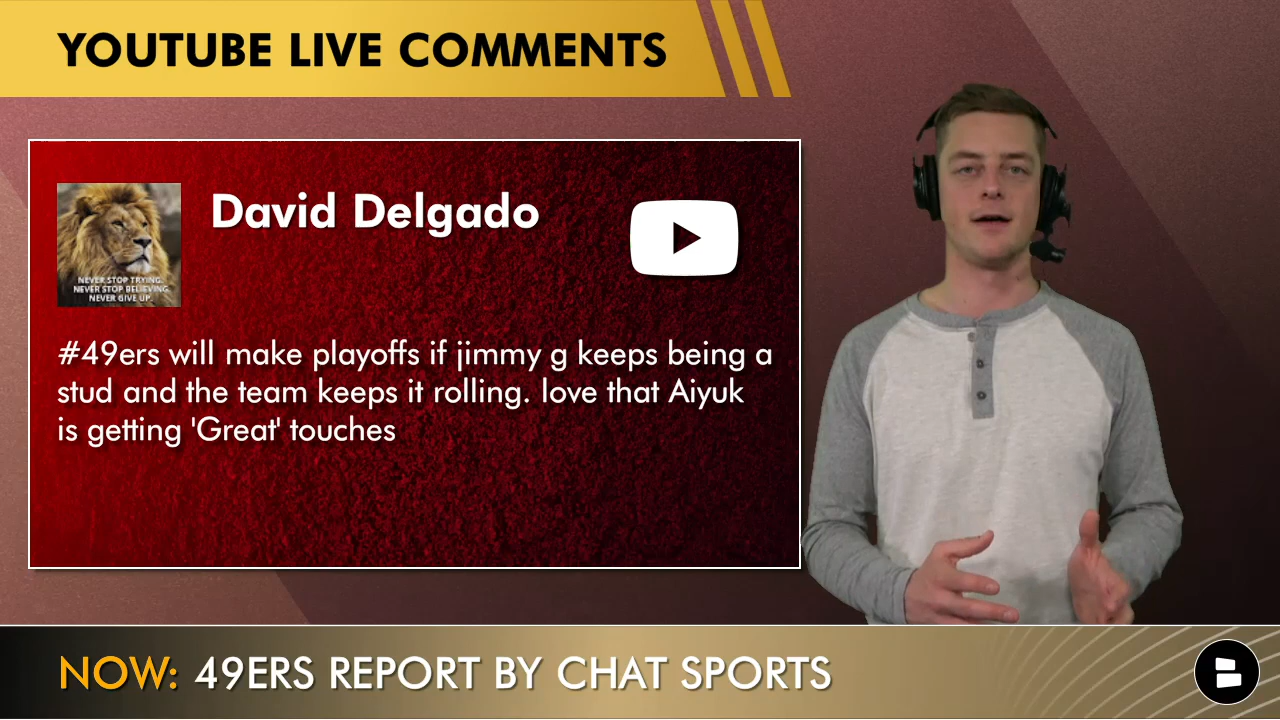 YOUTUBE LIVE COMMENTS
David Delgado
NEVER STOP TRYING.
NEVER STOP BELIEVING.
NEVER GIVE UP.
#49ers will make playoffs if jimmy g keeps being a
stud and the team keeps it rolling. love that Aiyuk
is getting 'Great' touches
NOW: 49ERS REPORT BY CHAT SPORTS